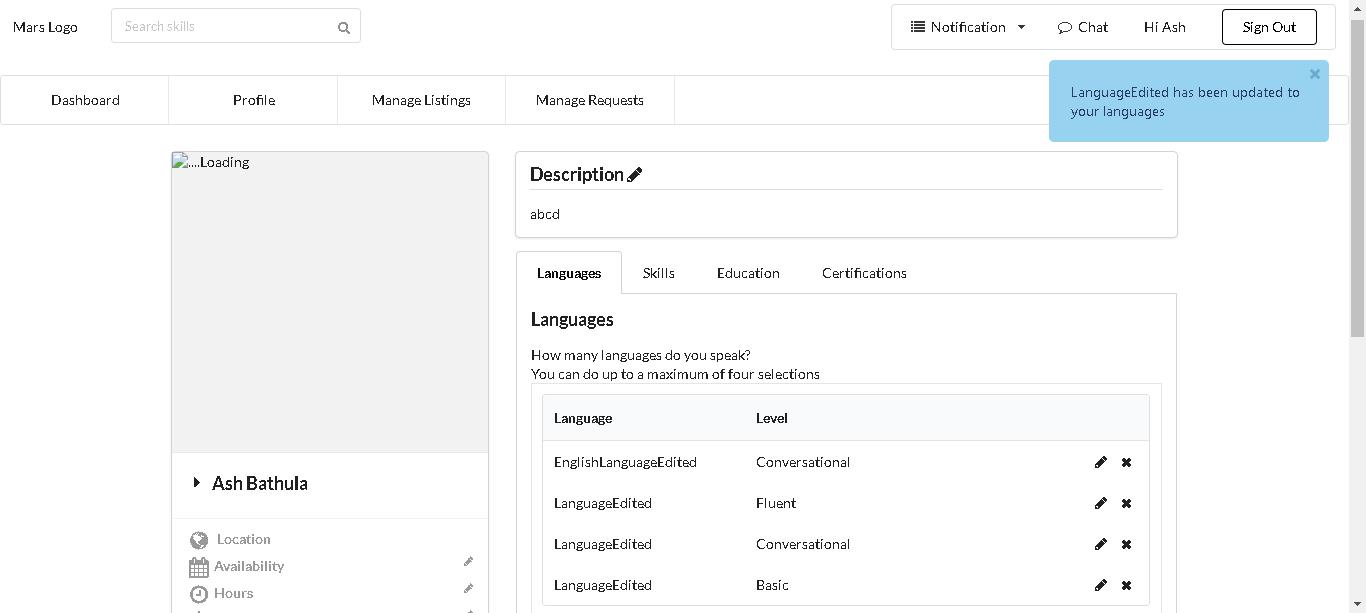 Mars Logo
Search skills
Notification
Chat
Hi Ash
Sign Out
Dashboard
Profile
Manage Listings
Manage Requests
LanguageEdited has been updated to
your languages
....Loading
Description
abcd
Languages
Skills
Education
Certifications
Languages
How many languages do you speak?
You can do up to a maximum of four selections
Language Level
EnglishLanguageEdited Conversational
LanguageEdited Fluent
LanguageEdited Conversational
LanguageEdited Basic
Ash Bathula
Location
Availability
Hours